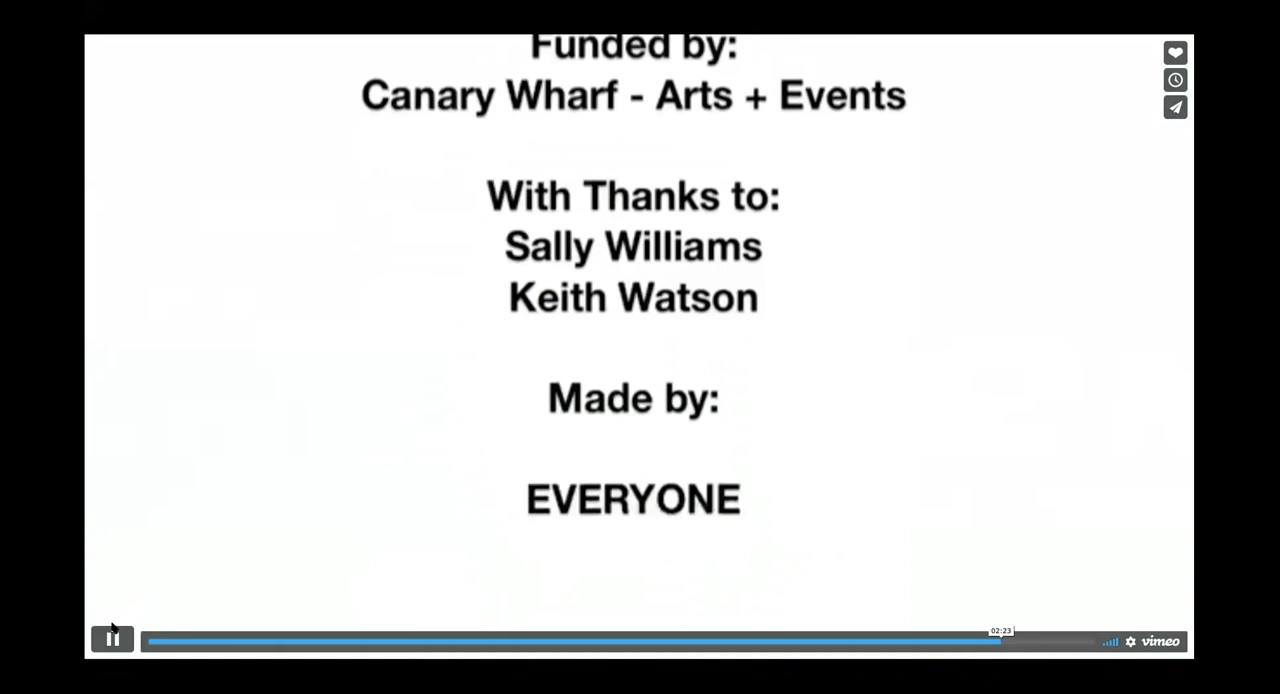 Funded by:
Canary Wharf - Arts + Events
With Thanks to:
Sally Williams
Keith Watson
Made by:
EVERYONE
02:23
vimeo